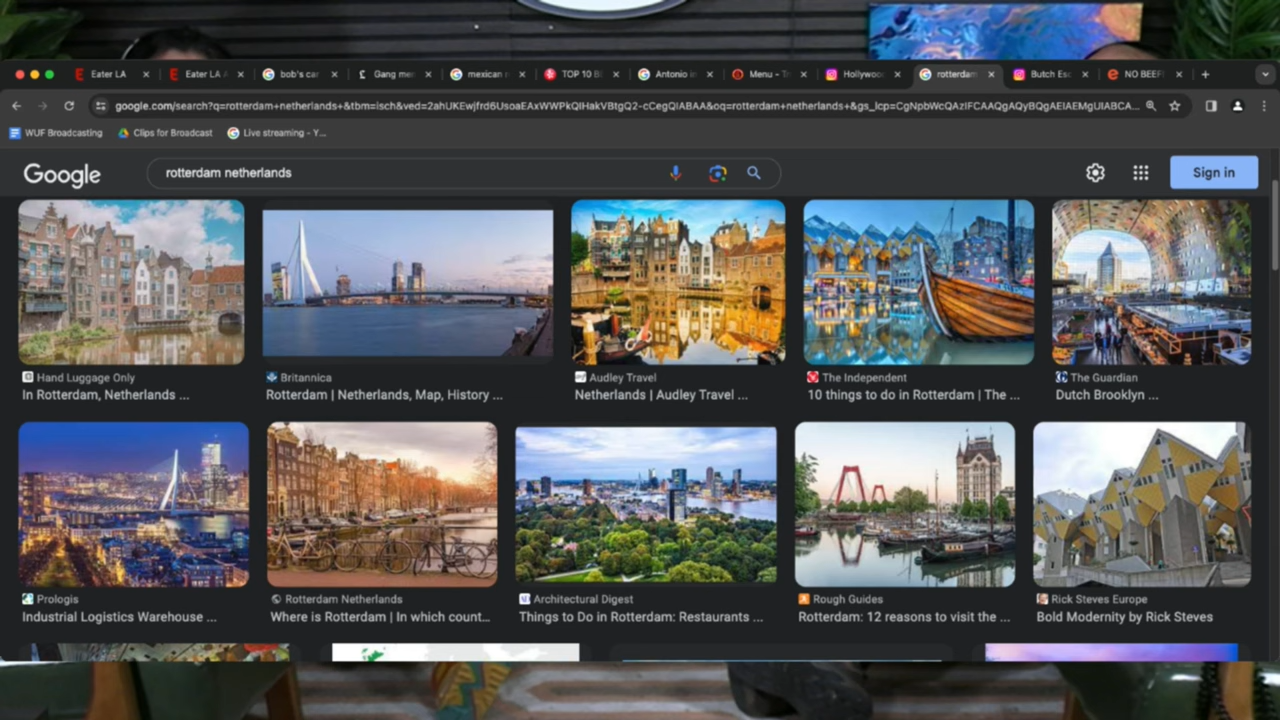 Eater LA
Eater LA
bob's car
Gang mer
mexican r
TOP 10 B
Antonio in
Menu - T
Hollywood
rotterdam
Butch Es
NO BEEF
google.com/search?q=rotterdam+netherlands+&tbm=isch&ved=2ahUKEwjfrd6UsoaEAxWWPkQIHakVBtgQ2-cCegQIABAA&oq=rotterdam+netherlands+&gs_lcp=CgNpbWcQAzIFCAAQgAQyBQgAEIAEMgUIABCA...
WUF Broadcasting
Clips for Broadcast
Live streaming - Y...
Google
rotterdam netherlands
Sign in
Hand Luggage Only
In Rotterdam, Netherlands ...
Britannica
Rotterdam | Netherlands, Map, History ...
Audley Travel
Netherlands | Audley Travel ...
The Independent
10 things to do in Rotterdam | The ...
The Guardian
Dutch Brooklyn ...
Prologis
Industrial Logistics Warehouse ...
Rotterdam Netherlands
Where is Rotterdam | In which count...
Architectural Digest
Things to Do in Rotterdam: Restaurants ...
Rough Guides
Rotterdam: 12 reasons to visit the ...
Rick Steves Europe
Bold Modernity by Rick Steves